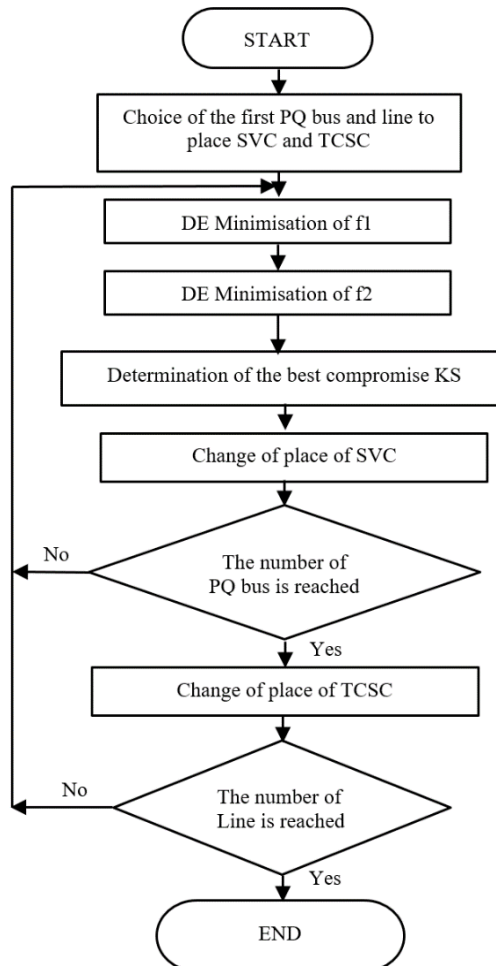 START
Choice of the first PQ bus and line to
place SVC and TCSC
DE Minimisation of f1
DE Minimisation of f2
Determination of the best compromise KS
Change of place of SVC
No
The number of
PQ bus is reached
Yes
Change of place of TCSC
No
The number of
Line is reached
Yes
END